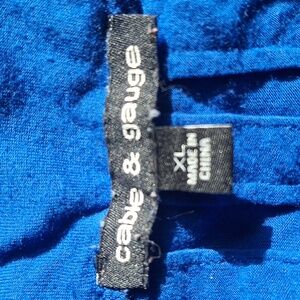 cable & gauge
XL
MADE IN
CHINA